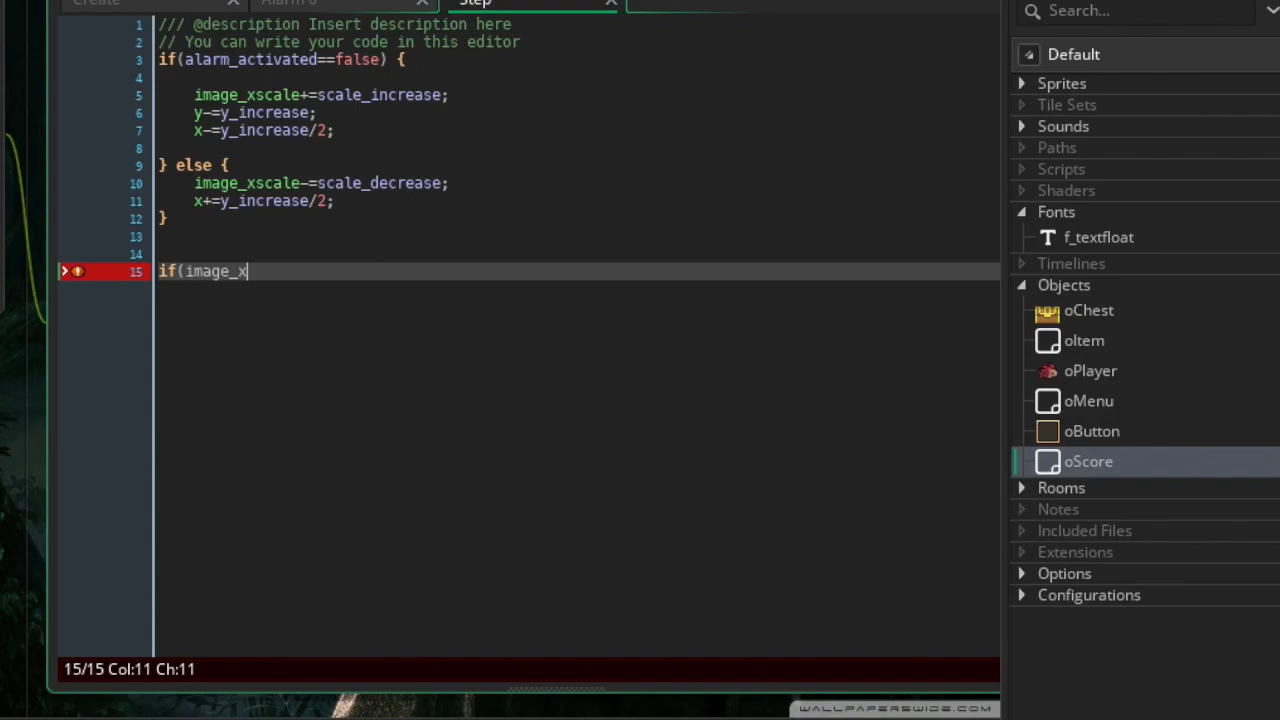 Create
Alarm 0
Step
1 /// @description Insert description here
2 // You can write your code in this editor
3 if(alarm_activated==false) {
4
5 image_xscale+=scale_increase;
6 y-=y_increase;
7 x-=y_increase/2;
8
9 } else {
10 image_xscale-=scale_decrease;
11 x+=y_increase/2;
12 }
13
14
15 if(image_x
15/15 Col:11 Ch:11
Search...
Default
Sprites
Tile Sets
Sounds
Paths
Scripts
Shaders
Fonts
f_textfloat
Timelines
Objects
oChest
oItem
oPlayer
oMenu
oButton
oScore
Rooms
Notes
Included Files
Extensions
Options
Configurations
WALLPAPERSWIDE.COM